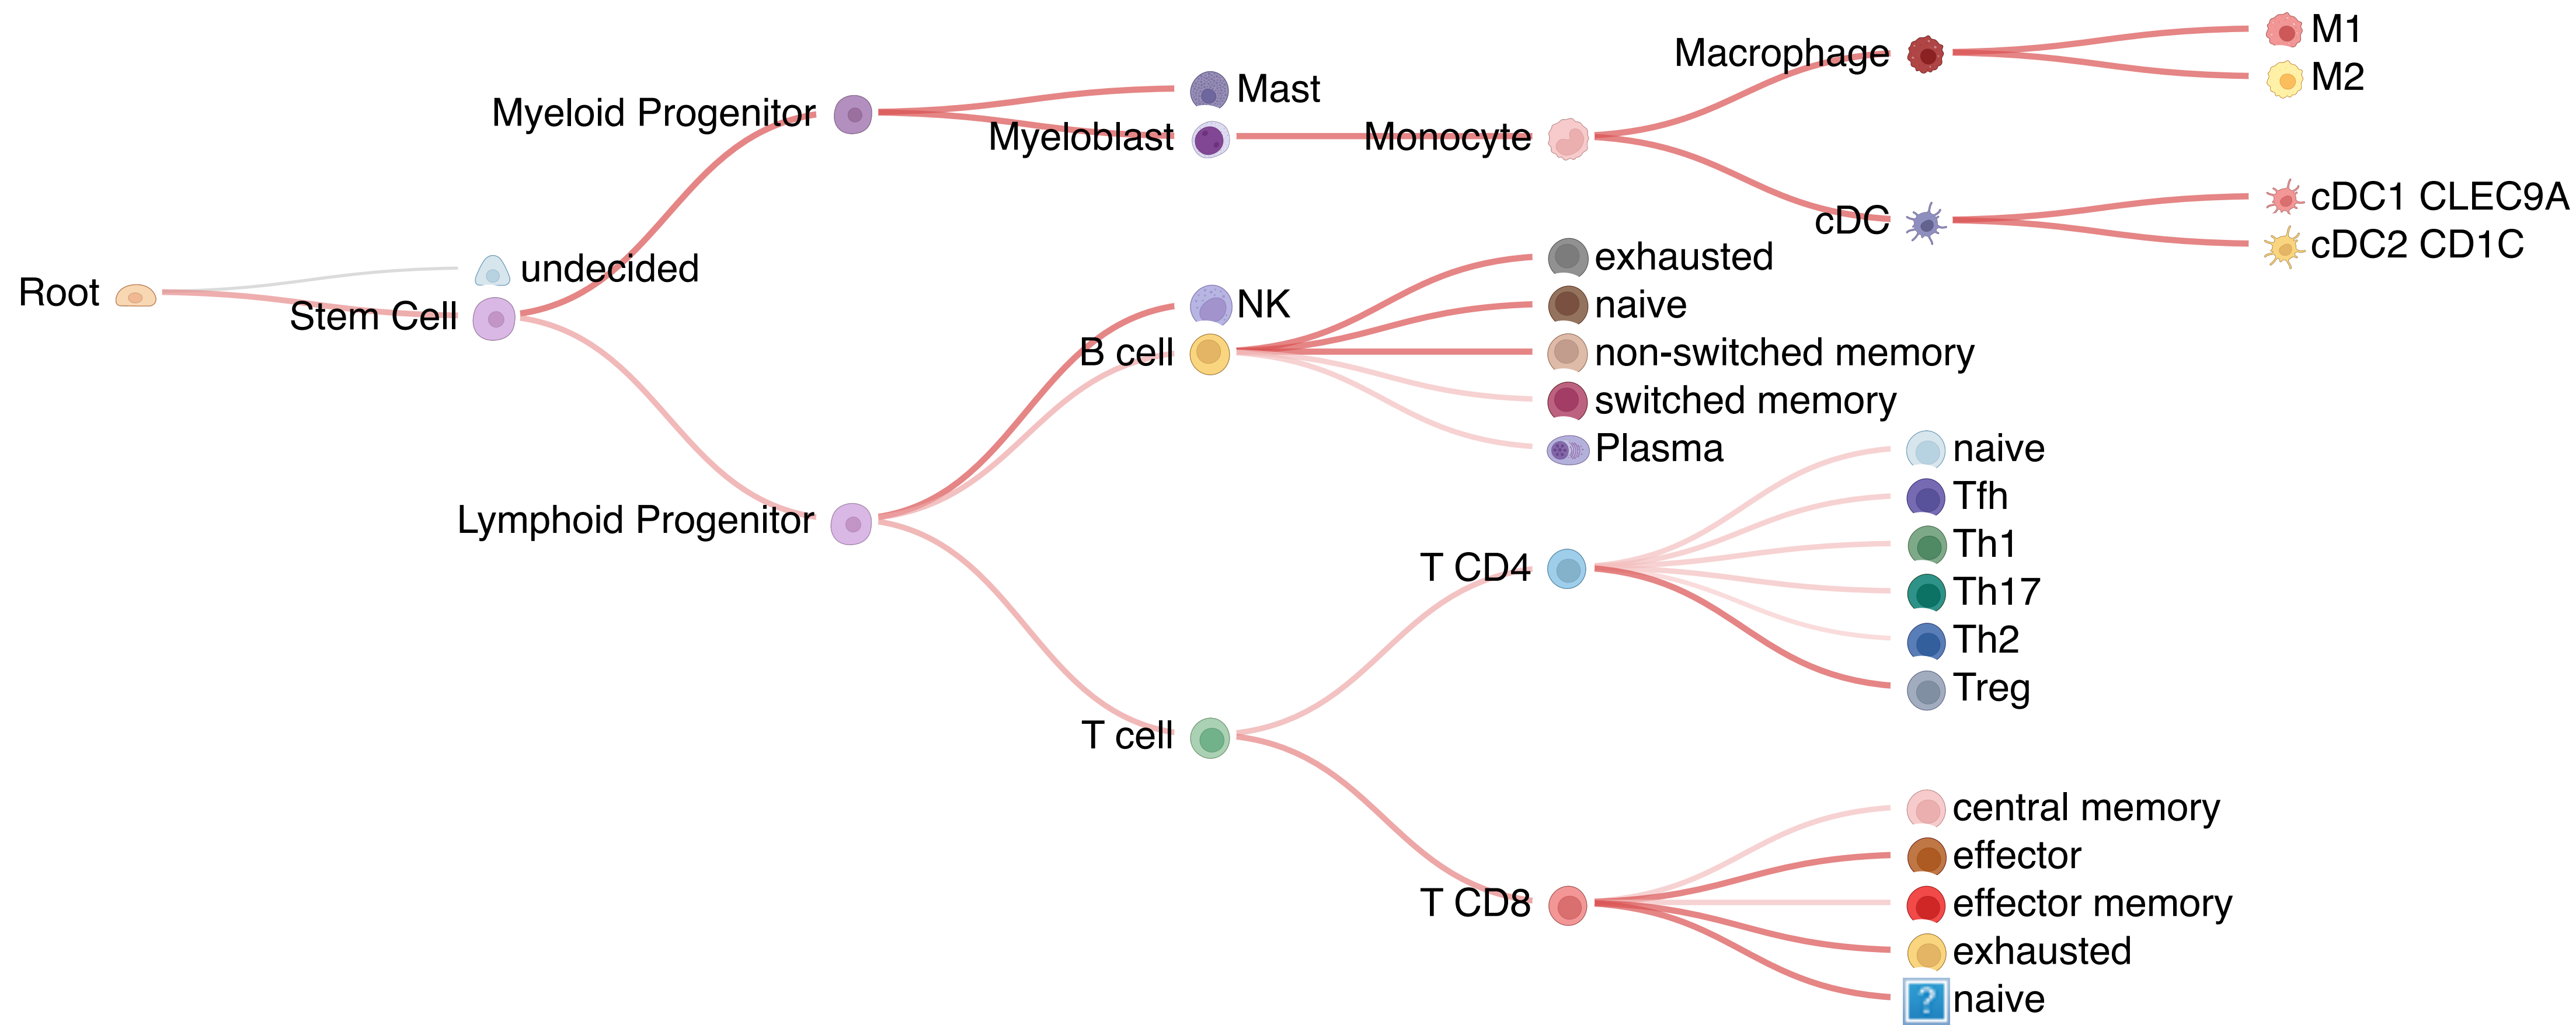 Root
undecided
Stem Cell
Myeloid Progenitor
Lymphoid Progenitor
Mast
Myeloblast
NK
B cell
T cell
Monocyte
exhausted
naive
non-switched memory
switched memory
Plasma
T CD4
T CD8
Macrophage
cDC
naive
Tfh
Th1
Th17
Th2
Treg
central memory
effector
effector memory
exhausted
?
naive
M1
M2
cDC1 CLEC9A
cDC2 CD1C